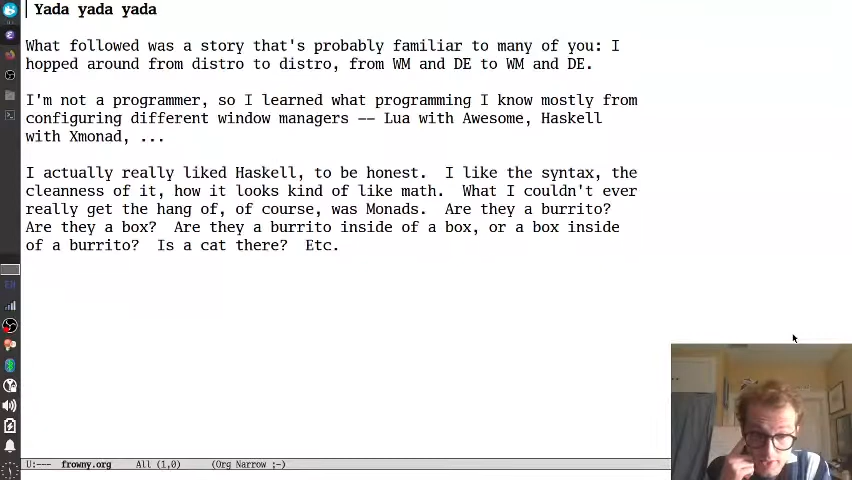 Yada yada yada
What followed was a story that's probably familiar to many of you: I
hopped around from distro to distro, from WM and DE to WM and DE.
I'm not a programmer, so I learned what programming I know mostly from
configuring different window managers -- Lua with Awesome, Haskell
with Xmonad, ...
I actually really liked Haskell, to be honest.  I like the syntax, the
cleanness of it, how it looks kind of like math.  What I couldn't ever
really get the hang of, of course, was Monads.  Are they a burrito?
Are they a box?  Are they a burrito inside of a box, or a box inside
of a burrito?  Is a cat there?  Etc.
U:---  frowny.org  All (1,0)  (Org Narrow ;-)